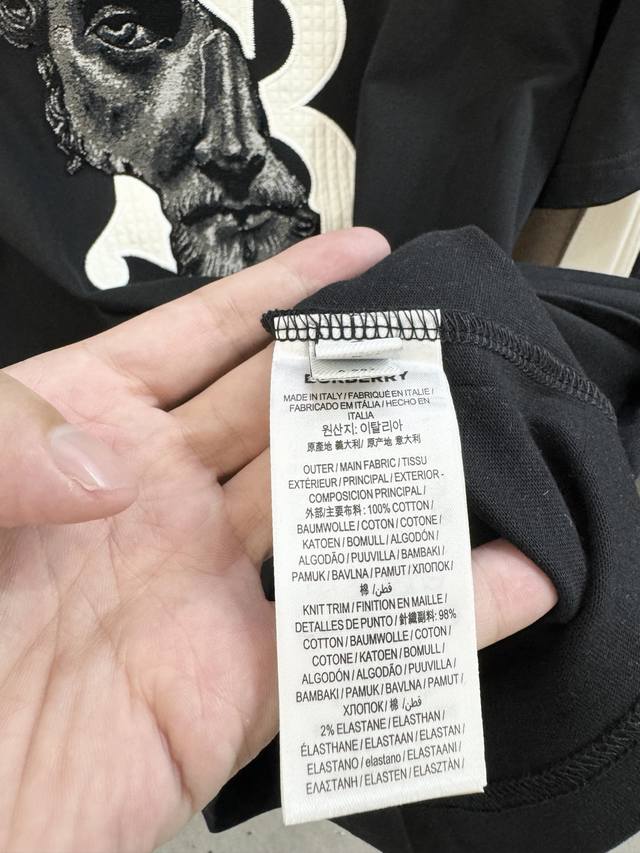 BURBERRY
MADE IN ITALY / FABRIQUÉ EN ITALIE /
FABRICADO EM ITÁLIA / HECHO EN
ITALIA
원산지: 이탈리아
原產地 義大利/ 原产地 意大利
OUTER / MAIN FABRIC / TISSU
EXTÉRIEUR / PRINCIPAL / EXTERIOR -
COMPOSICION PRINCIPAL /
外部/主要布料 : 100% COTTON /
BAUMWOLLE / COTON / COTONE /
KATOEN / BOMULL / ALGODÓN /
ALGODÃO / PUUVILLA / BAMBAKI /
PAMUK / BAVLNA / PAMUT / ХЛОПОК /
棉 / قطن/
KNIT TRIM / FINITION EN MAILLE /
DETALLES DE PUNTO / 針織副料: 98%
COTTON / BAUMWOLLE / COTON /
COTONE / KATOEN / BOMULL /
ALGODÓN / ALGODÃO / PUUVILLA /
BAMBAKI / PAMUK / BAVLNA / PAMUT /
ХЛОПОК / 棉 / قطن/
2% ELASTANE / ELASTHAN /
ÉLASTHANE / ELASTAAN / ELASTAN /
ELASTANO / elastano / ELASTAANI /
ΕΛΑΣΤΑΝΗ / ELASTEN / ELASZTÁN /